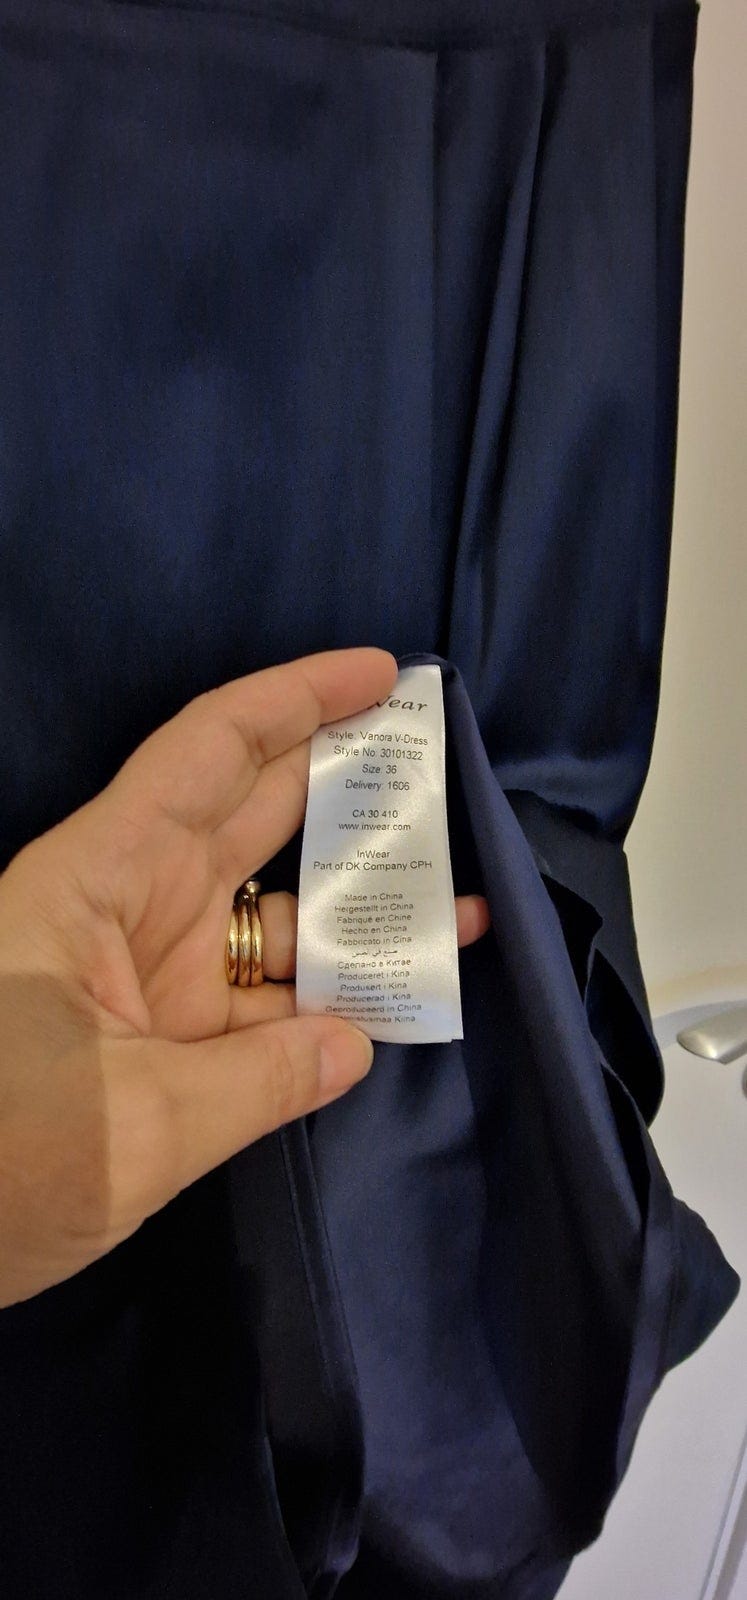 Wear
Style: Vanora V-Dress
Style No: 30101322
Size: 36
Delivery: 1606
CA 30 410
www.inwear.com
InWear
Part of DK Company CPH
Made in China
Hergestellt in China
Fabriqué en Chine
Hecho en China
Fabbricato in Cina
صنع في الصين
Сделано в Китае
Produceret i Kina
Produsert i Kina
Producerad i Kina
Geproduceerd in China
Kiina